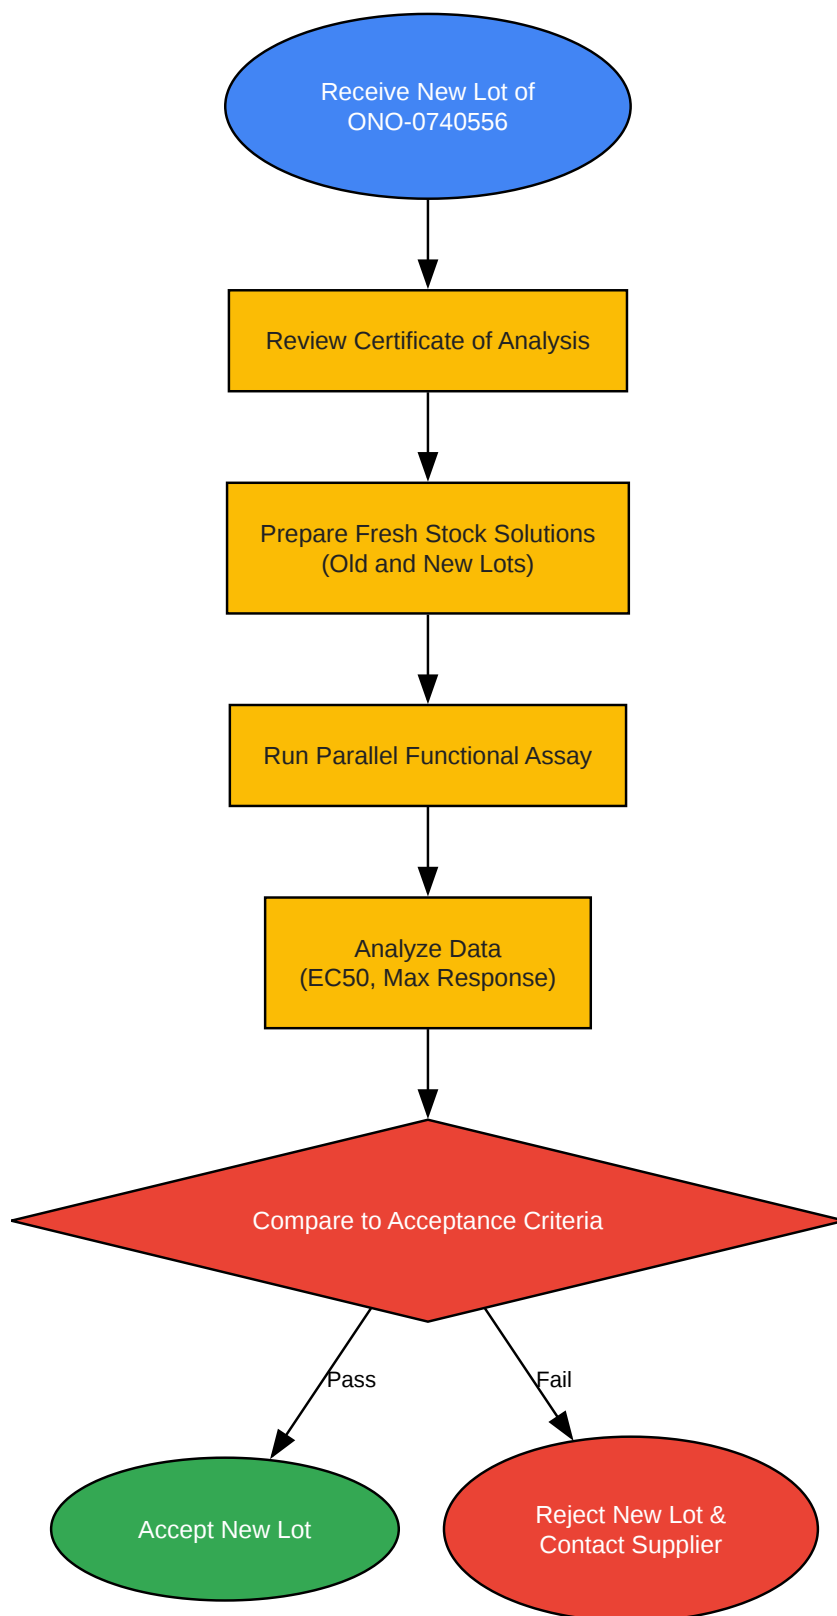 Receive New Lot of
ONO-0740556
Review Certificate of Analysis
Prepare Fresh Stock Solutions
(Old and New Lots)
Run Parallel Functional Assay
Analyze Data
(EC50, Max Response)
Compare to Acceptance Criteria
Pass
Fail
Accept New Lot
Reject New Lot &
Contact Supplier